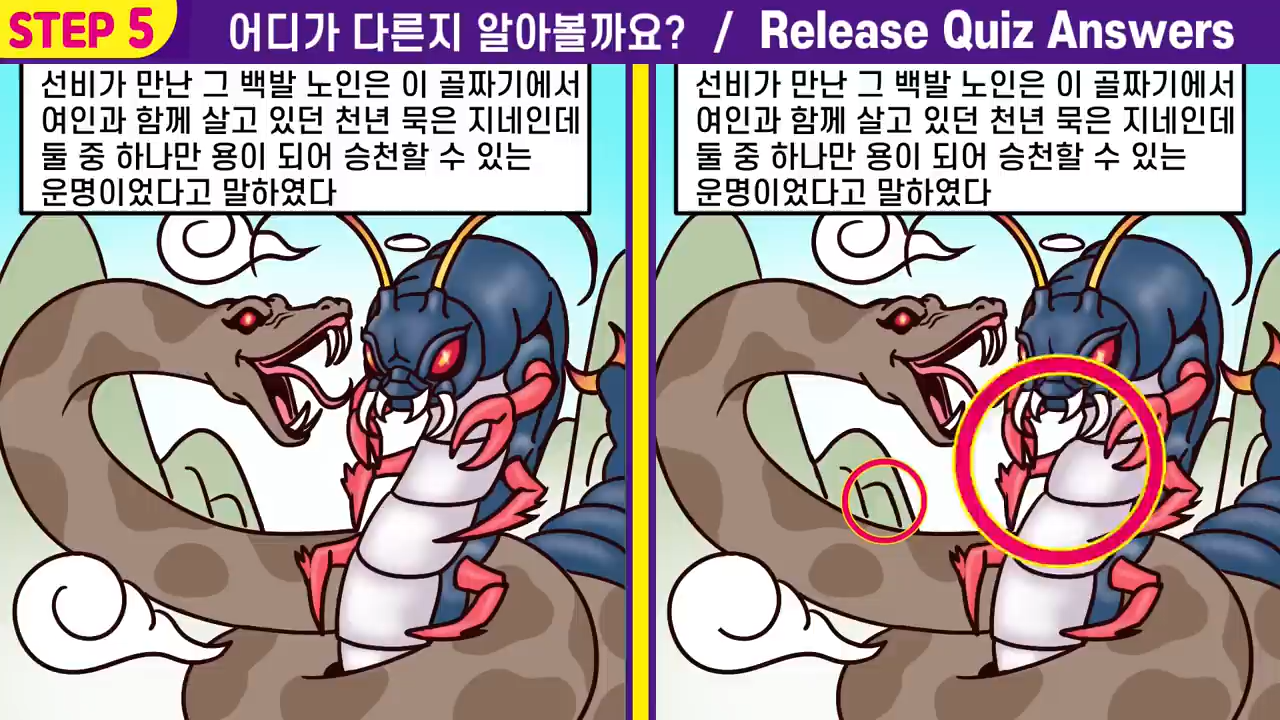 STEP 5
어디가 다른지 알아볼까요? / Release Quiz Answers
선비가 만난 그 백발 노인은 이 골짜기에서
여인과 함께 살고 있던 천년 묵은 지네인데
둘 중 하나만 용이 되어 승천할 수 있는
운명이었다고 말하였다
선비가 만난 그 백발 노인은 이 골짜기에서
여인과 함께 살고 있던 천년 묵은 지네인데
둘 중 하나만 용이 되어 승천할 수 있는
운명이었다고 말하였다